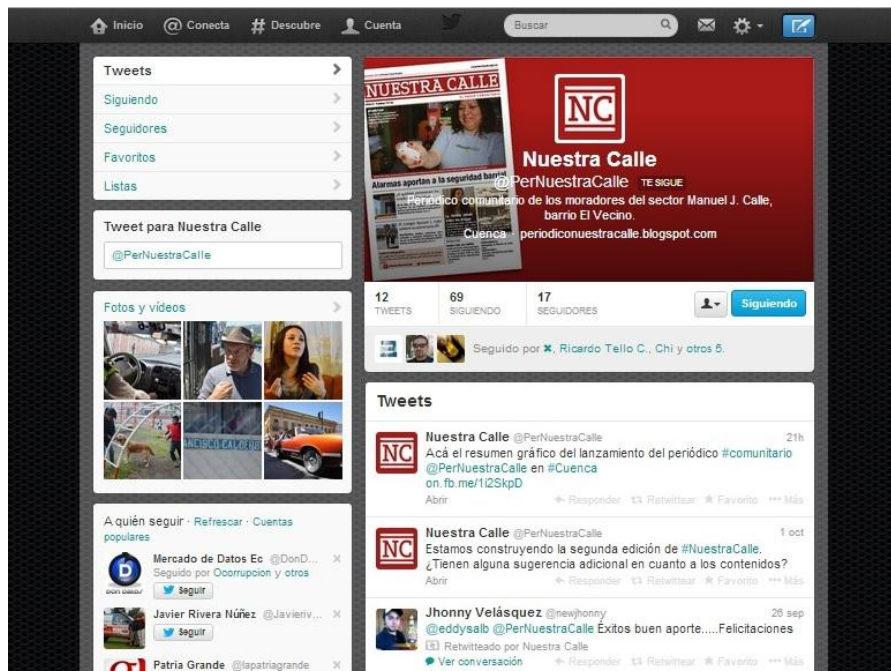 Inicio @ Conecta # Descubre Cuenta Buscar
Tweets
Siguiendo
Seguidores
Favoritos
Listas
Tweet para Nuestra Calle
@PerNuestraCalle
Fotos y vídeos
ANCISCO CALDE
A quién seguir · Refrescar · Cuentas
populares
Mercado de Datos Ec @DonD...
Seguido por Ocorrupcion y otros
Seguir
Javier Rivera Núñez @Javieriv...
Seguir
Patria Grande @lapatriagrande
NUESTRA CALLE
Alarmas aportan a la seguridad barrial
NC
Nuestra Calle
@PerNuestraCalle TE SIGUE
Periódico comunitario de los moradores del sector Manuel J. Calle,
barrio El Vecino.
Cuenca · periodiconuestracalle.blogspot.com
12 69 17
TWEETS SIGUIENDO SEGUIDORES
Siguiendo
Seguido por ✖, Ricardo Tello C., Chi y otros 5.
Tweets
NC
Nuestra Calle @PerNuestraCalle 21h
Acá el resumen gráfico del lanzamiento del periódico #comunitario
@PerNuestraCalle en #Cuenca
on.fb.me/1i2SkpD
Abrir Responder Retwittear Favorito Más
NC
Nuestra Calle @PerNuestraCalle 1 oct
Estamos construyendo la segunda edición de #NuestraCalle.
¿Tienen alguna sugerencia adicional en cuanto a los contenidos?
Abrir Responder Retwittear Favorito Más
Jhonny Velásquez @newjhonny 26 sep
@eddysalb @PerNuestraCalle Éxitos buen aporte.....Felicitaciones
Retwitteado por Nuestra Calle
Ver conversación Responder Retwittear Favorito Más